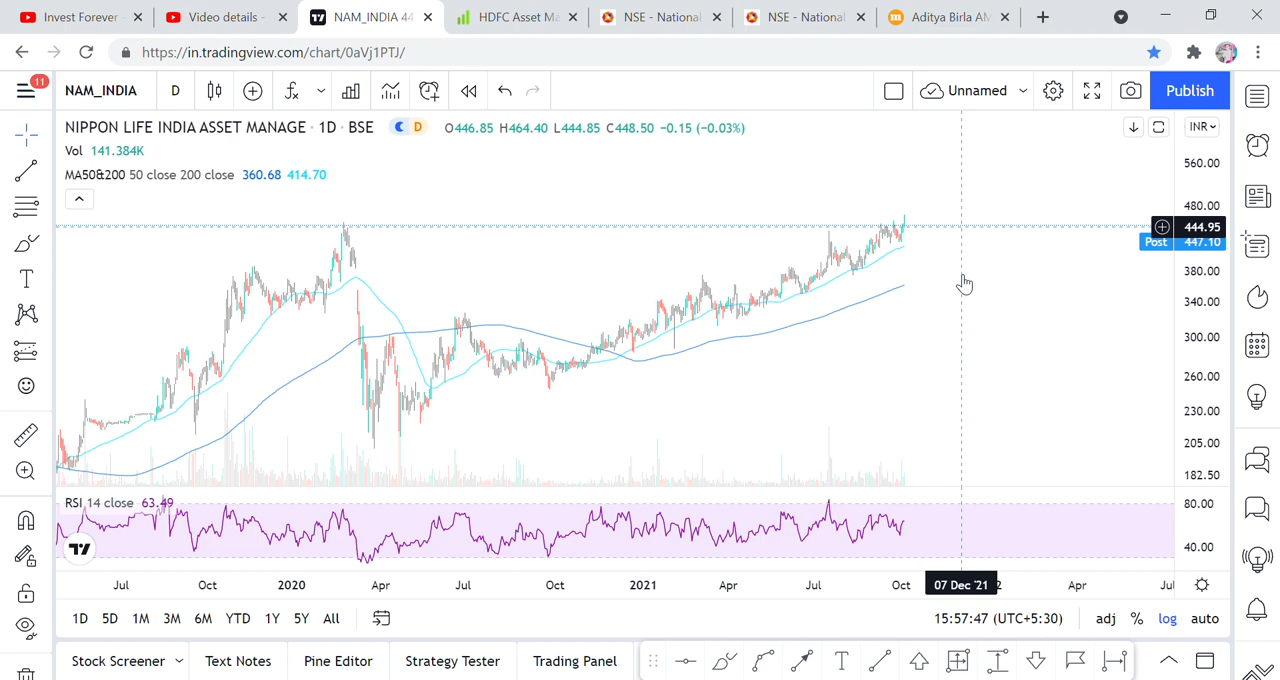 Invest Forever Video details - NAM_INDIA 44 HDFC Asset Ma NSE - National NSE - National Aditya Birla AM
https://in.tradingview.com/chart/0aVj1PTJ/
11 NAM_INDIA D Unnamed Publish
NIPPON LIFE INDIA ASSET MANAGE · 1D · BSE D O446.85 H464.40 L444.85 C448.50 −0.15 (−0.03%) INR
Vol 141.384K
MA50&200 50 close 200 close 360.68 414.70
560.00
480.00
444.95
Post 447.10
380.00
340.00
300.00
260.00
230.00
205.00
182.50
RSI 14 close 63.49
80.00
40.00
Jul Oct 2020 Apr Jul Oct 2021 Apr Jul Oct 07 Dec '21 2 Apr Jul
1D 5D 1M 3M 6M YTD 1Y 5Y All 15:57:47 (UTC+5:30) adj % log auto
Stock Screener Text Notes Pine Editor Strategy Tester Trading Panel